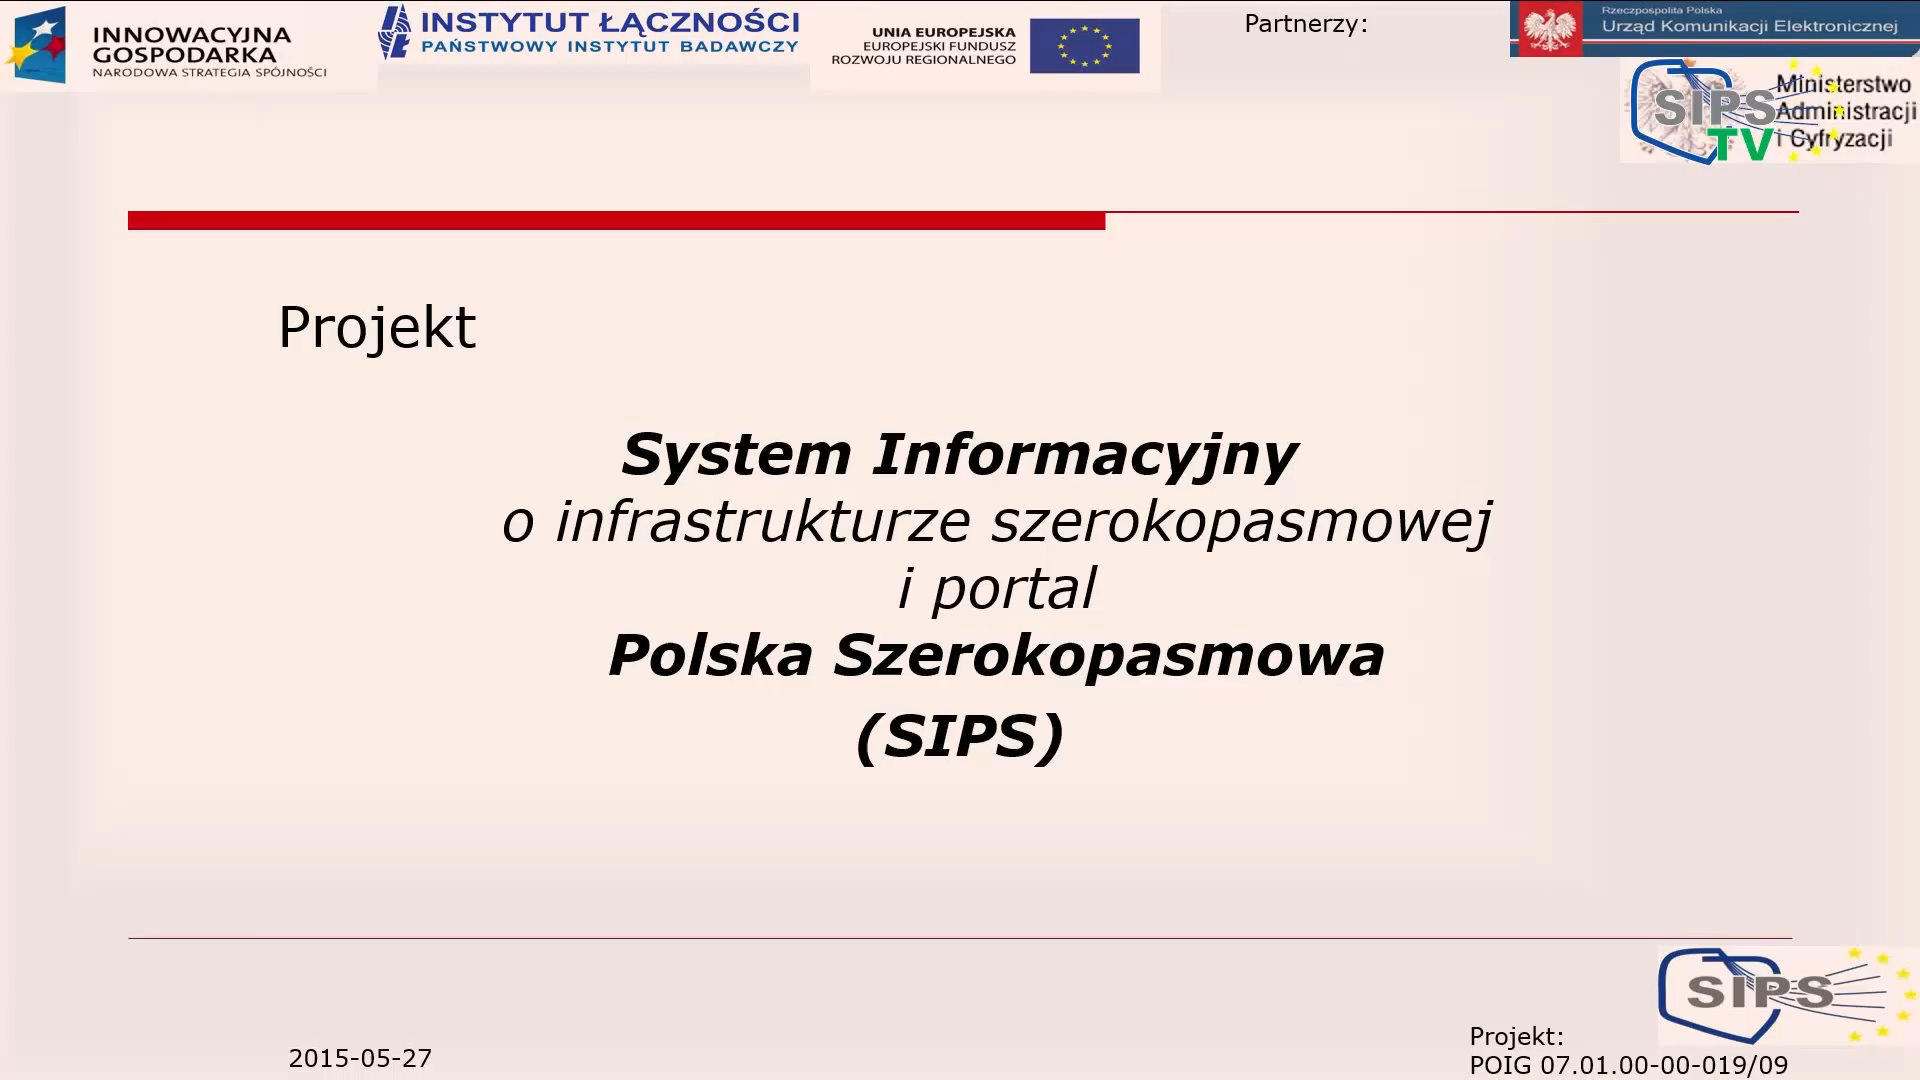 INNOWACYJNA
GOSPODARKA
NARODOWA STRATEGIA SPÓJNOŚCI
INSTYTUT ŁĄCZNOŚCI
PAŃSTWOWY INSTYTUT BADAWCZY
UNIA EUROPEJSKA
EUROPEJSKI FUNDUSZ
ROZWOJU REGIONALNEGO
Partnerzy:
Rzeczpospolita Polska
Urząd Komunikacji Elektronicznej
Ministerstwo
Administracji
i Cyfryzacji
SIPS
TV
Projekt
System Informacyjny
o infrastrukturze szerokopasmowej
i portal
Polska Szerokopasmowa
(SIPS)
SIPS
2015-05-27
Projekt:
POIG 07.01.00-00-019/09